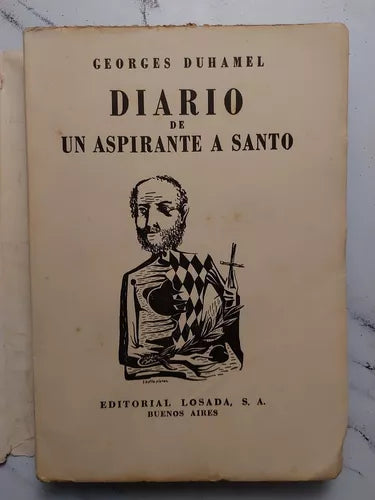 GEORGES DUHAMEL
DIARIO
DE
UN ASPIRANTE A SANTO
EDITORIAL LOSADA, S. A.
BUENOS AIRES